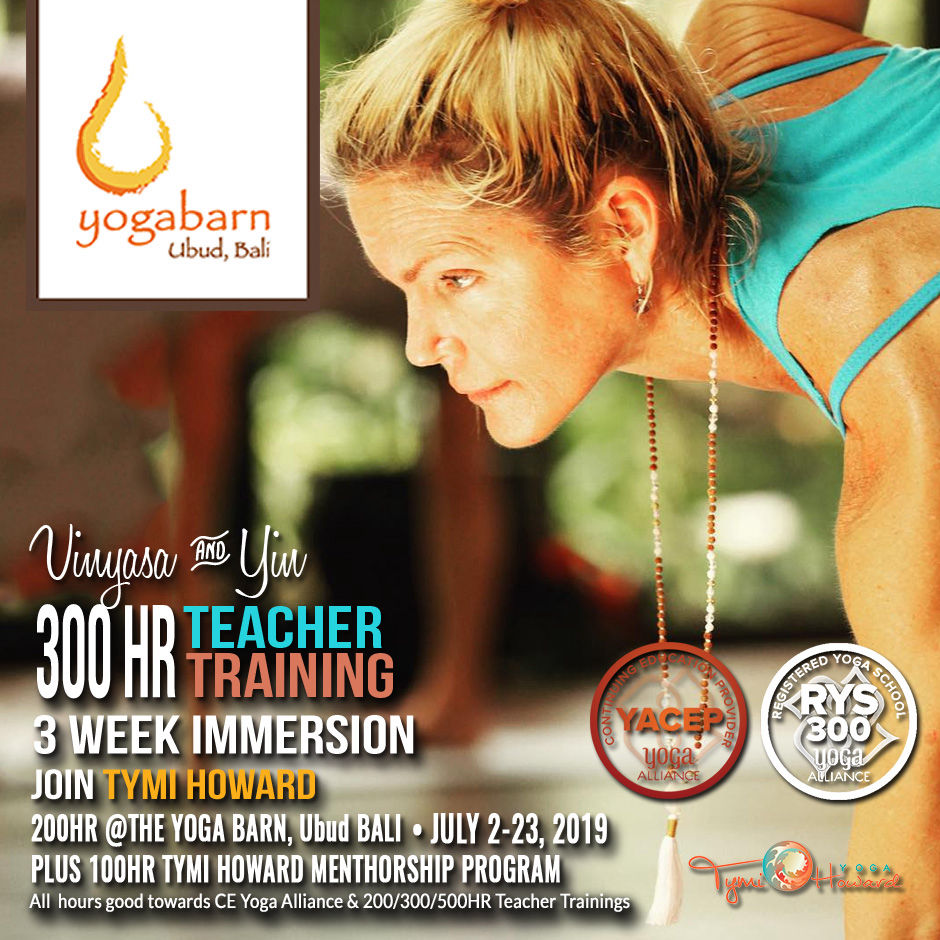 yogabarn
Ubud, Bali
Vinyasa AND Yin
300 HR TEACHER
TRAINING
3 WEEK IMMERSION
JOIN TYMI HOWARD
200HR @THE YOGA BARN, Ubud BALI • JULY 2-23, 2019
PLUS 100HR TYMI HOWARD MENTHORSHIP PROGRAM
All hours good towards CE Yoga Alliance & 200/300/500HR Teacher Trainings
CONTINUING EDUCATION PROVIDER
YACEP
yoga
ALLIANCE
REGISTERED YOGA SCHOOL
RYS
300
yoga
ALLIANCE
YOGA
Tymi Howard